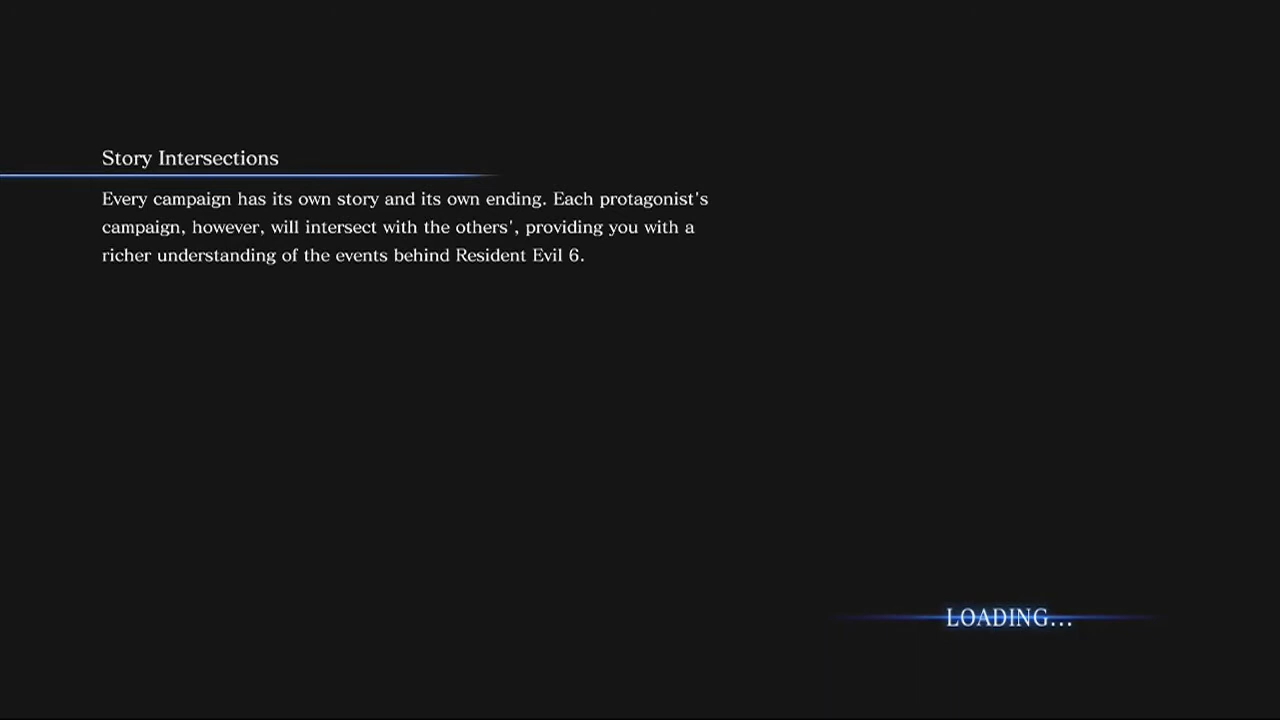 Story Intersections
Every campaign has its own story and its own ending. Each protagonist's
campaign, however, will intersect with the others', providing you with a
richer understanding of the events behind Resident Evil 6.
LOADING...